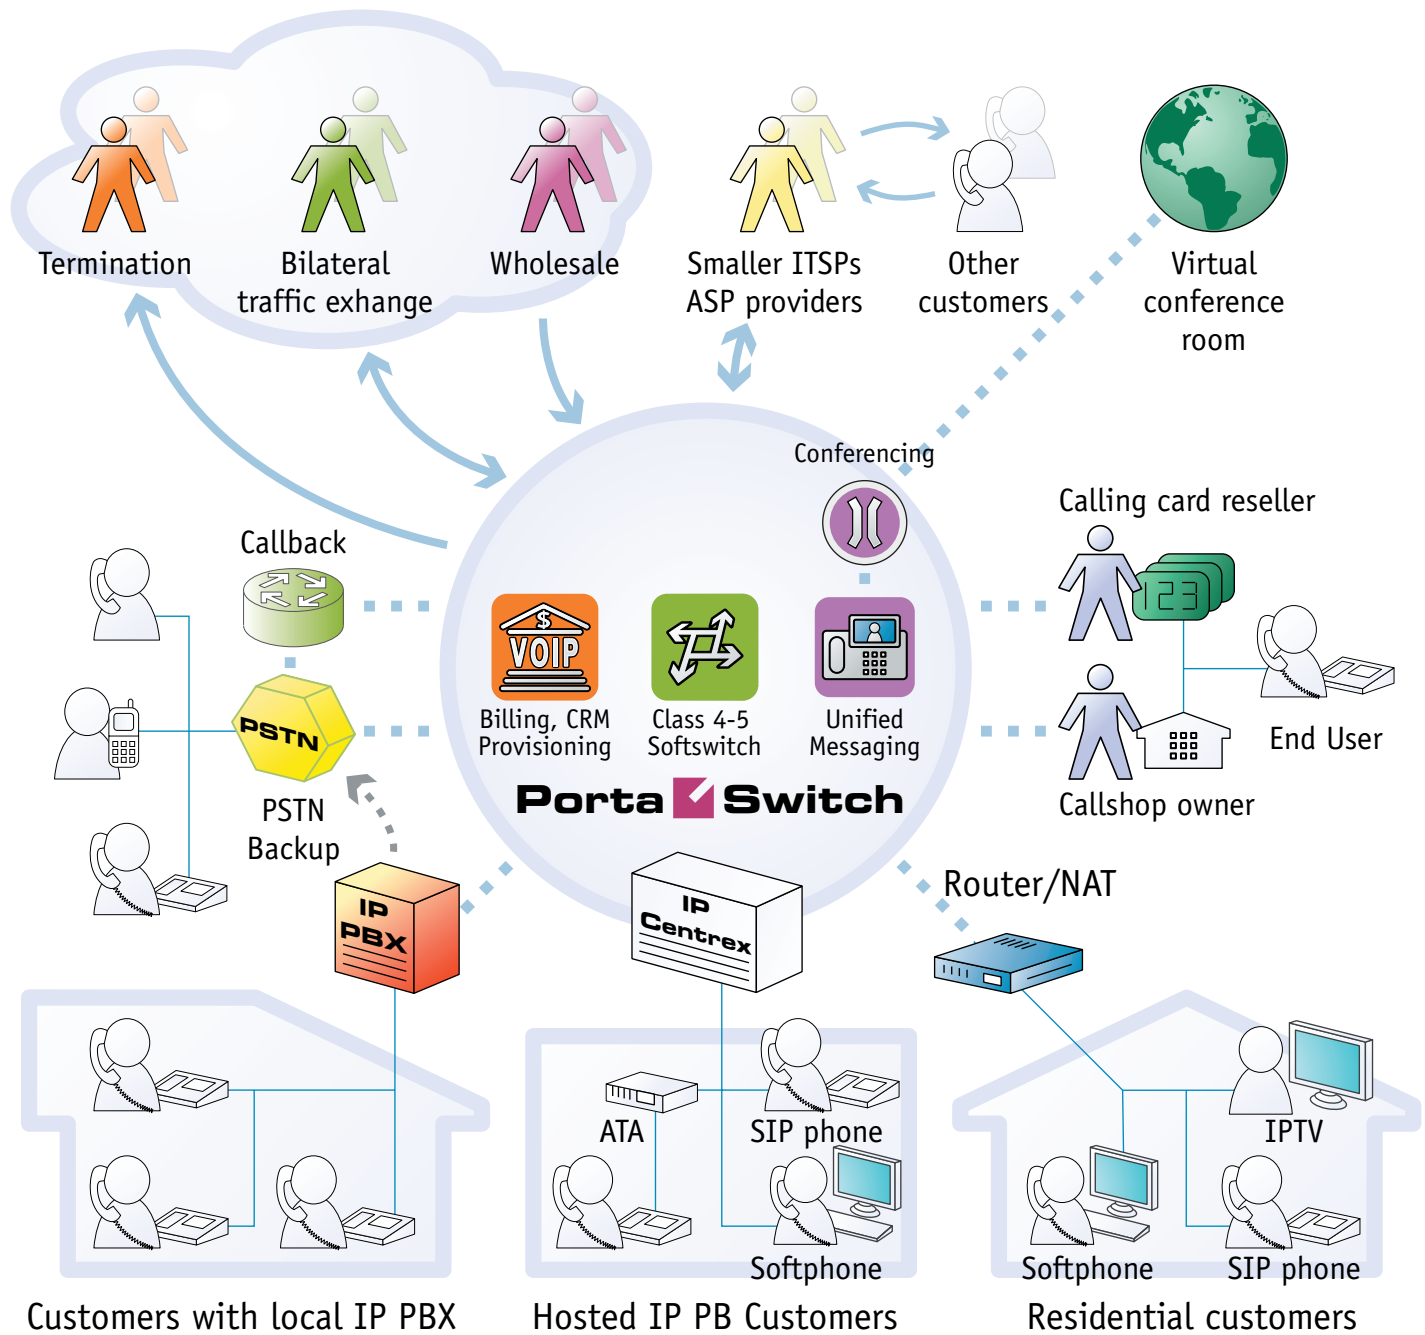 Termination
Bilateral
traffic exhange
Wholesale
Smaller ITSPs
ASP providers
Other
customers
Virtual
conference
room
Conferencing
Calling card reseller
123
Callback
VOIP
$
Billing, CRM
Provisioning
Class 4-5
Softswitch
Unified
Messaging
Porta Switch
PSTN
PSTN
Backup
End User
Callshop owner
IP
PBX
IP
Centrex
Router/NAT
ATA
SIP phone
Softphone
IPTV
Softphone
SIP phone
Customers with local IP PBX
Hosted IP PB Customers
Residential customers